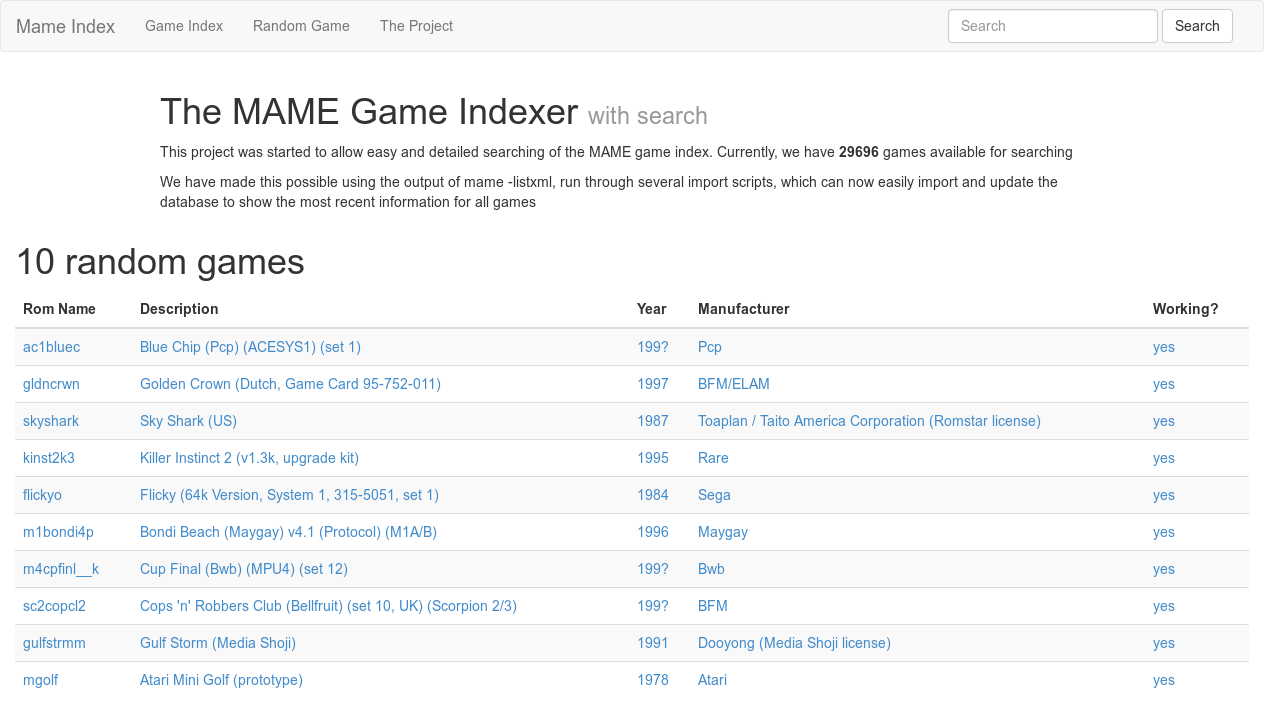 Mame Index Game Index Random Game The Project Search Search
The MAME Game Indexer with search
This project was started to allow easy and detailed searching of the MAME game index. Currently, we have 29696 games available for searching
We have made this possible using the output of mame -listxml, run through several import scripts, which can now easily import and update the
database to show the most recent information for all games
10 random games
Rom Name Description Year Manufacturer Working?
ac1bluec Blue Chip (Pcp) (ACESYS1) (set 1) 199? Pcp yes
gldncrwn Golden Crown (Dutch, Game Card 95-752-011) 1997 BFM/ELAM yes
skyshark Sky Shark (US) 1987 Toaplan / Taito America Corporation (Romstar license) yes
kinst2k3 Killer Instinct 2 (v1.3k, upgrade kit) 1995 Rare yes
flickyo Flicky (64k Version, System 1, 315-5051, set 1) 1984 Sega yes
m1bondi4p Bondi Beach (Maygay) v4.1 (Protocol) (M1A/B) 1996 Maygay yes
m4cpfinl__k Cup Final (Bwb) (MPU4) (set 12) 199? Bwb yes
sc2copcl2 Cops 'n' Robbers Club (Bellfruit) (set 10, UK) (Scorpion 2/3) 199? BFM yes
gulfstrmm Gulf Storm (Media Shoji) 1991 Dooyong (Media Shoji license) yes
mgolf Atari Mini Golf (prototype) 1978 Atari yes